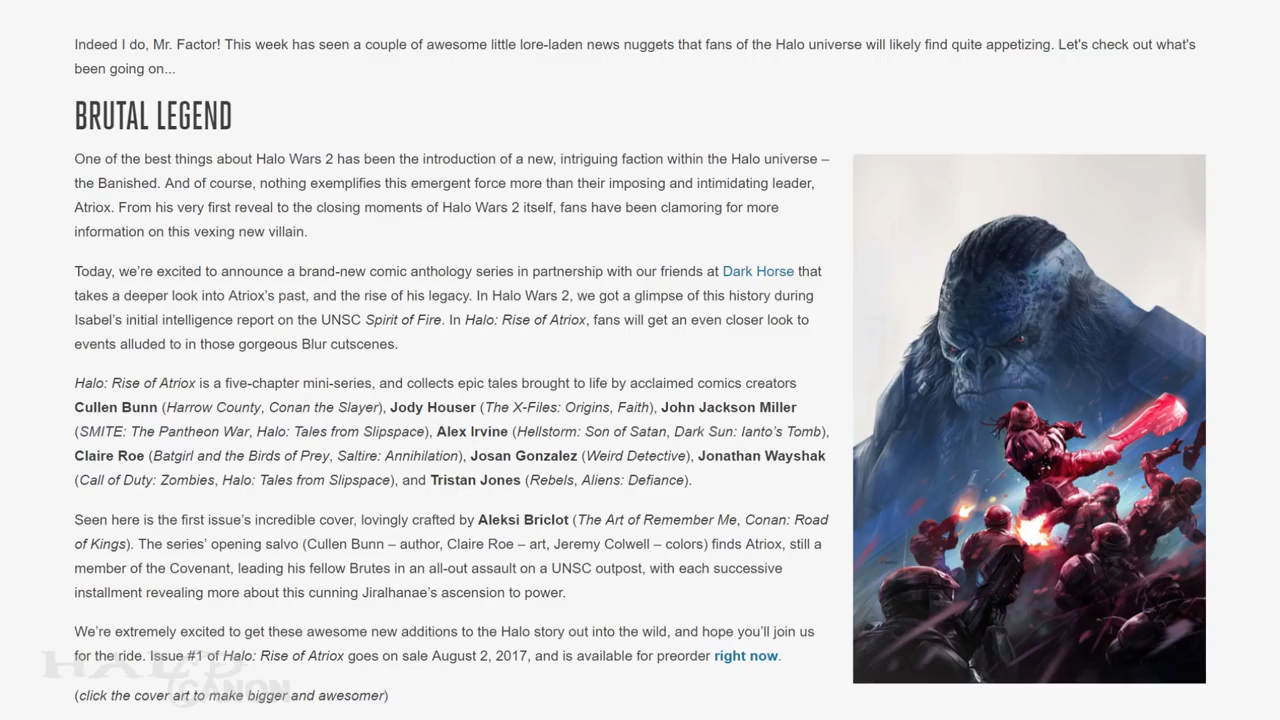 Indeed I do, Mr. Factor! This week has seen a couple of awesome little lore-laden news nuggets that fans of the Halo universe will likely find quite appetizing. Let's check out what's
been going on...
BRUTAL LEGEND
One of the best things about Halo Wars 2 has been the introduction of a new, intriguing faction within the Halo universe –
the Banished. And of course, nothing exemplifies this emergent force more than their imposing and intimidating leader,
Atriox. From his very first reveal to the closing moments of Halo Wars 2 itself, fans have been clamoring for more
information on this vexing new villain.
Today, we're excited to announce a brand-new comic anthology series in partnership with our friends at Dark Horse that
takes a deeper look into Atriox's past, and the rise of his legacy. In Halo Wars 2, we got a glimpse of this history during
Isabel's initial intelligence report on the UNSC Spirit of Fire. In Halo: Rise of Atriox, fans will get an even closer look to
events alluded to in those gorgeous Blur cutscenes.
Halo: Rise of Atriox is a five-chapter mini-series, and collects epic tales brought to life by acclaimed comics creators
Cullen Bunn (Harrow County, Conan the Slayer), Jody Houser (The X-Files: Origins, Faith), John Jackson Miller
(SMITE: The Pantheon War, Halo: Tales from Slipspace), Alex Irvine (Hellstorm: Son of Satan, Dark Sun: Ianto's Tomb),
Claire Roe (Batgirl and the Birds of Prey, Saltire: Annihilation), Josan Gonzalez (Weird Detective), Jonathan Wayshak
(Call of Duty: Zombies, Halo: Tales from Slipspace), and Tristan Jones (Rebels, Aliens: Defiance).
Seen here is the first issue's incredible cover, lovingly crafted by Aleksi Briclot (The Art of Remember Me, Conan: Road
of Kings). The series' opening salvo (Cullen Bunn – author, Claire Roe – art, Jeremy Colwell – colors) finds Atriox, still a
member of the Covenant, leading his fellow Brutes in an all-out assault on a UNSC outpost, with each successive
installment revealing more about this cunning Jiralhanae's ascension to power.
We're extremely excited to get these awesome new additions to the Halo story out into the wild, and hope you'll join us
for the ride. Issue #1 of Halo: Rise of Atriox goes on sale August 2, 2017, and is available for preorder right now.
(click the cover art to make bigger and awesomer)
HALO
CANON